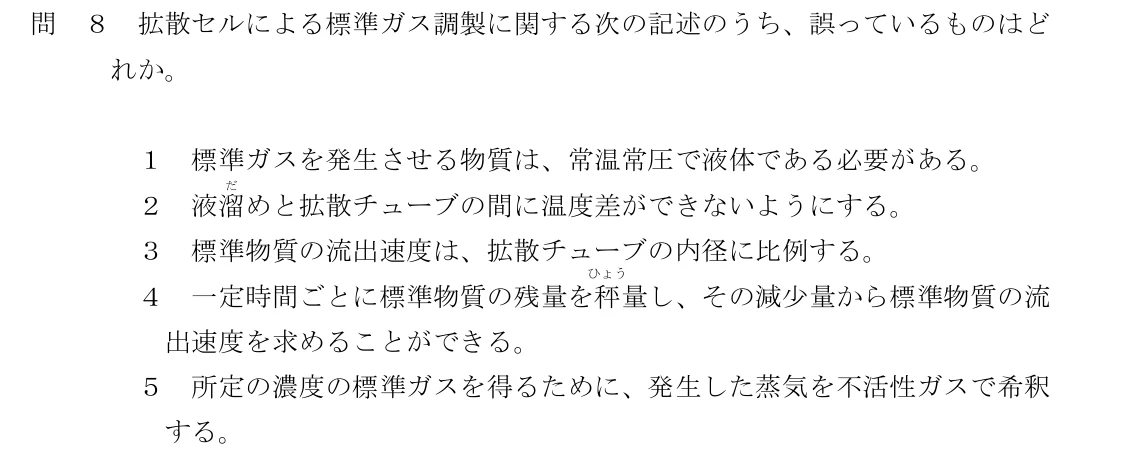 問 8 拡散セルによる標準ガス調製に関する次の記述のうち、誤っているものはど
れか。
1 標準ガスを発生させる物質は、常温常圧で液体である必要がある。
だ
2 液溜めと拡散チューブの間に温度差ができないようにする。
3 標準物質の流出速度は、拡散チューブの内径に比例する。
ひょう
4 一定時間ごとに標準物質の残量を秤量し、その減少量から標準物質の流
出速度を求めることができる。
5 所定の濃度の標準ガスを得るために、発生した蒸気を不活性ガスで希釈
する。